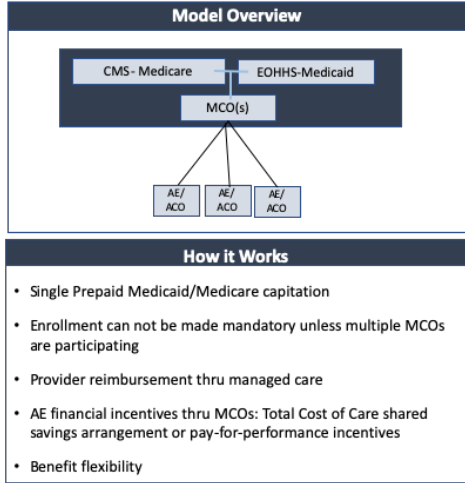 Model Overview
CMS - Medicare
EOHHS-Medicaid
MCO(s)
AE/
ACO
AE/
ACO
AE/
ACO
How it Works
• Single Prepaid Medicaid/Medicare capitation
• Enrollment can not be made mandatory unless multiple MCOs
are participating
• Provider reimbursement thru managed care
• AE financial incentives thru MCOs: Total Cost of Care shared
savings arrangement or pay-for-performance incentives
• Benefit flexibility